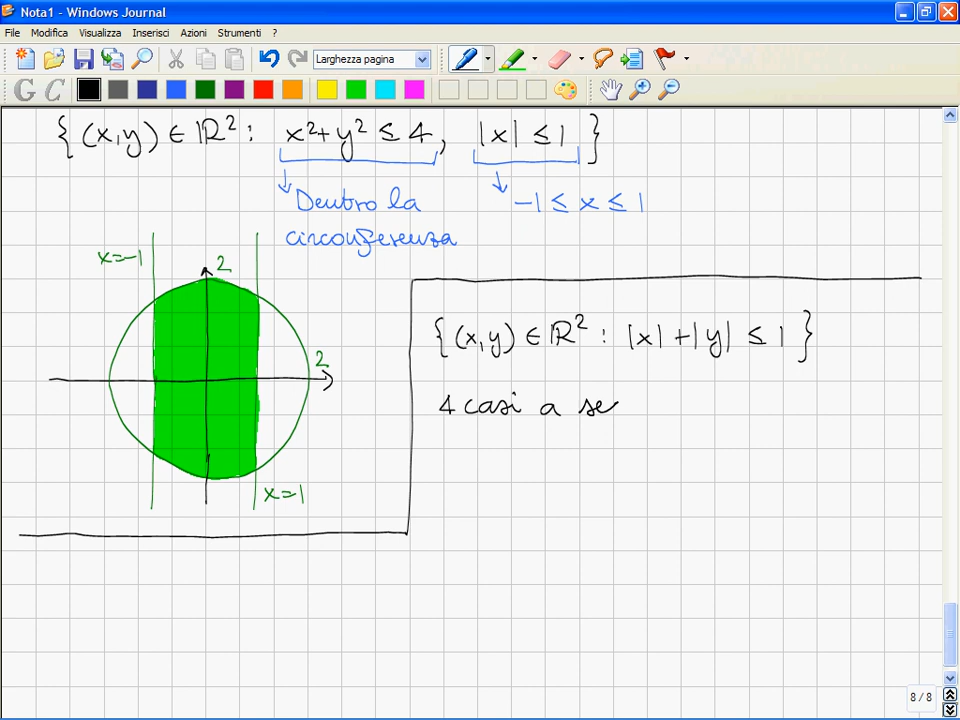 Nota1 - Windows Journal
File Modifica Visualizza Inserisci Azioni Strumenti ?
Larghezza pagina
{(x,y) ∈ ℝ² : x²+y² ≤ 4, |x| ≤ 1}
Dentro la
circonferenza
-1 ≤ x ≤ 1
x=-1
2
2
x=1
{(x,y) ∈ ℝ² : |x| + |y| ≤ 1}
4 casi a se
8 / 8